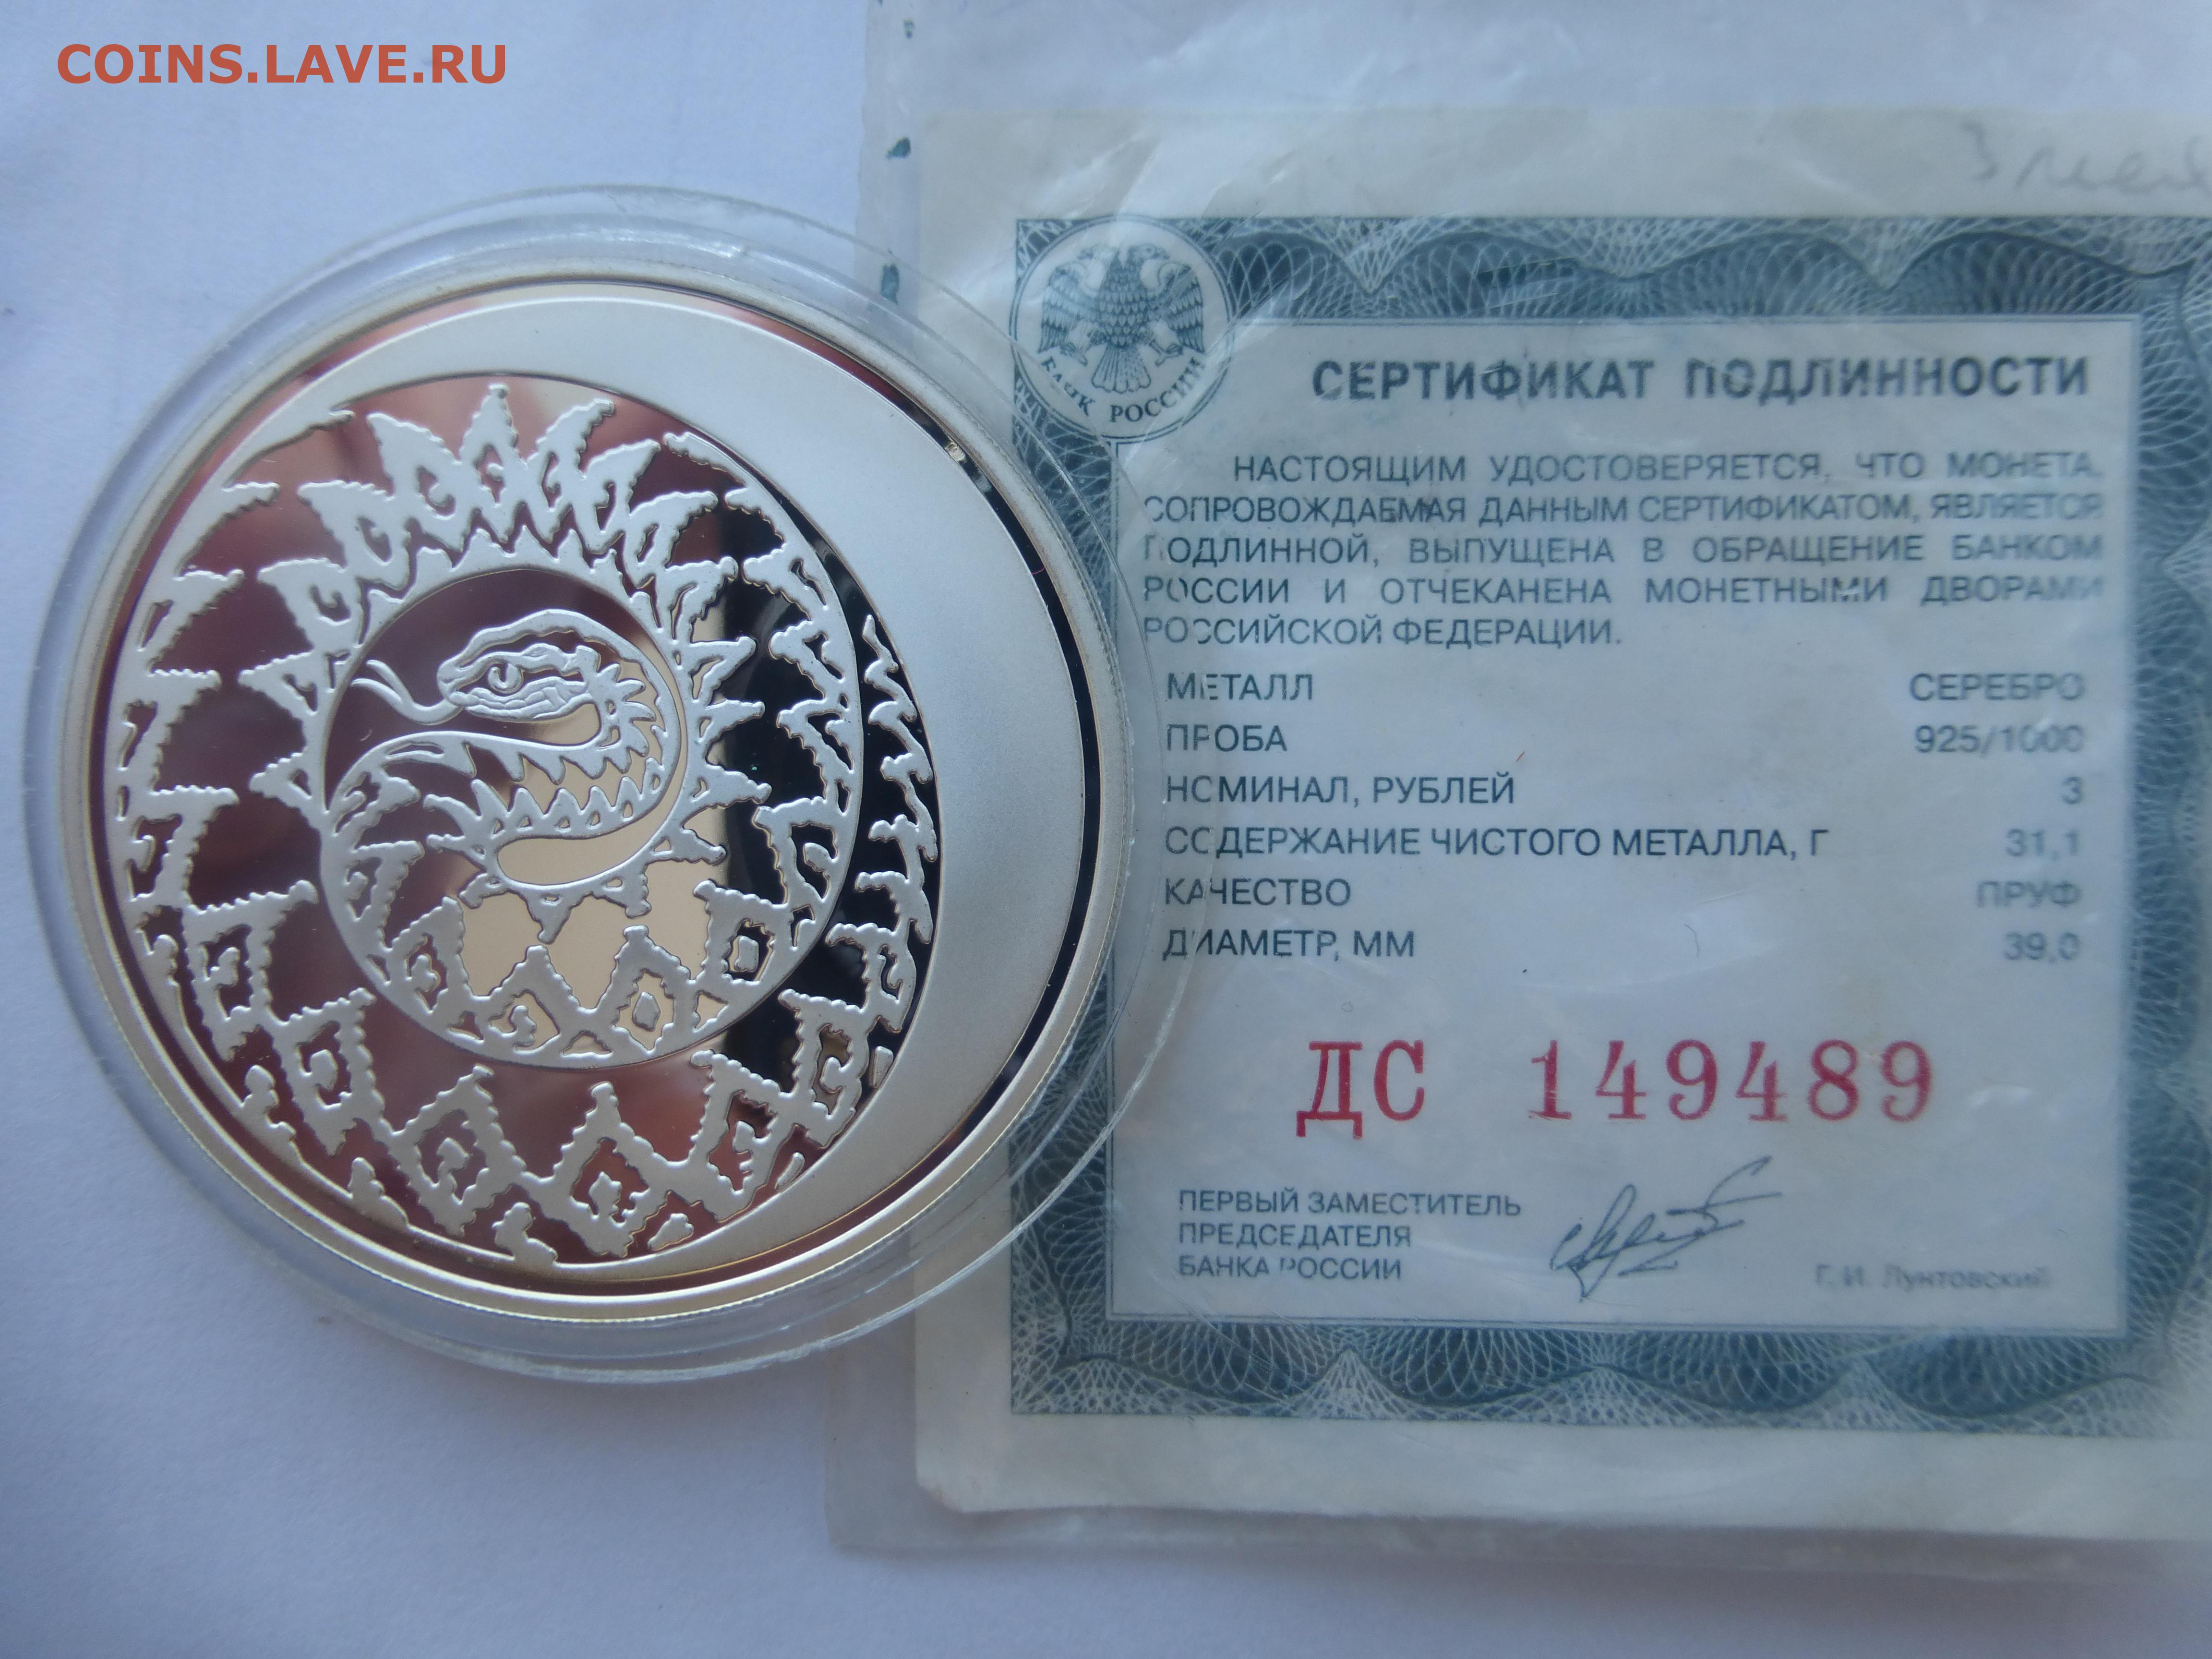 COINS.LAVE.RU
Змея
БАНК РОССИИ
СЕРТИФИКАТ ПОДЛИННОСТИ
НАСТОЯЩИМ УДОСТОВЕРЯЕТСЯ, ЧТО МОНЕТА,
СОПРОВОЖДАЕМАЯ ДАННЫМ СЕРТИФИКАТОМ, ЯВЛЯЕТСЯ
ПОДЛИННОЙ, ВЫПУЩЕНА В ОБРАЩЕНИЕ БАНКОМ
РОССИИ И ОТЧЕКАНЕНА МОНЕТНЫМИ ДВОРАМИ
РОССИЙСКОЙ ФЕДЕРАЦИИ.
МЕТАЛЛ СЕРЕБРО
ПРОБА 925/1000
НОМИНАЛ, РУБЛЕЙ 3
СОДЕРЖАНИЕ ЧИСТОГО МЕТАЛЛА, Г 31,1
КАЧЕСТВО ПРУФ
ДИАМЕТР, ММ 39,0
ДС 149489
ПЕРВЫЙ ЗАМЕСТИТЕЛЬ
ПРЕДСЕДАТЕЛЯ
БАНКА РОССИИ Г. И. Лунтовский